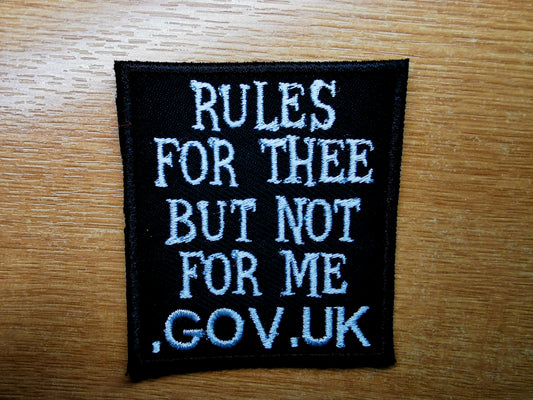 RULES
FOR THEE
BUT NOT
FOR ME
.GOV.UK